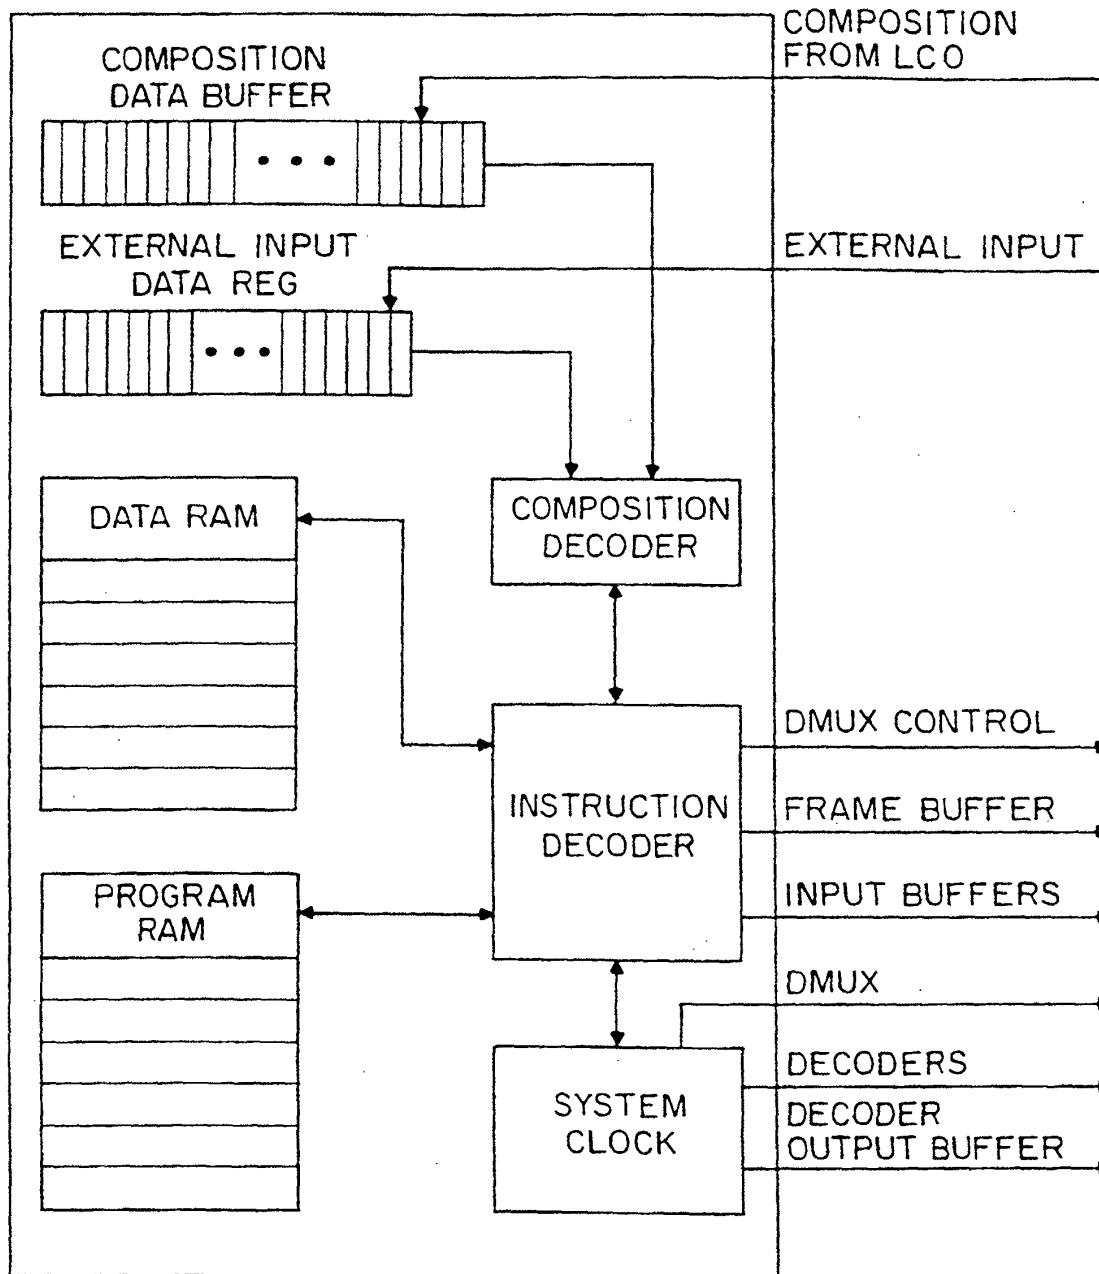 COMPOSITION
FROM LCO
COMPOSITION
DATA BUFFER
EXTERNAL INPUT
EXTERNAL INPUT
DATA REG
DATA RAM
COMPOSITION
DECODER
DMUX CONTROL
INSTRUCTION
DECODER
FRAME BUFFER
INPUT BUFFERS
PROGRAM
RAM
DMUX
SYSTEM
CLOCK
DECODERS
DECODER
OUTPUT BUFFER